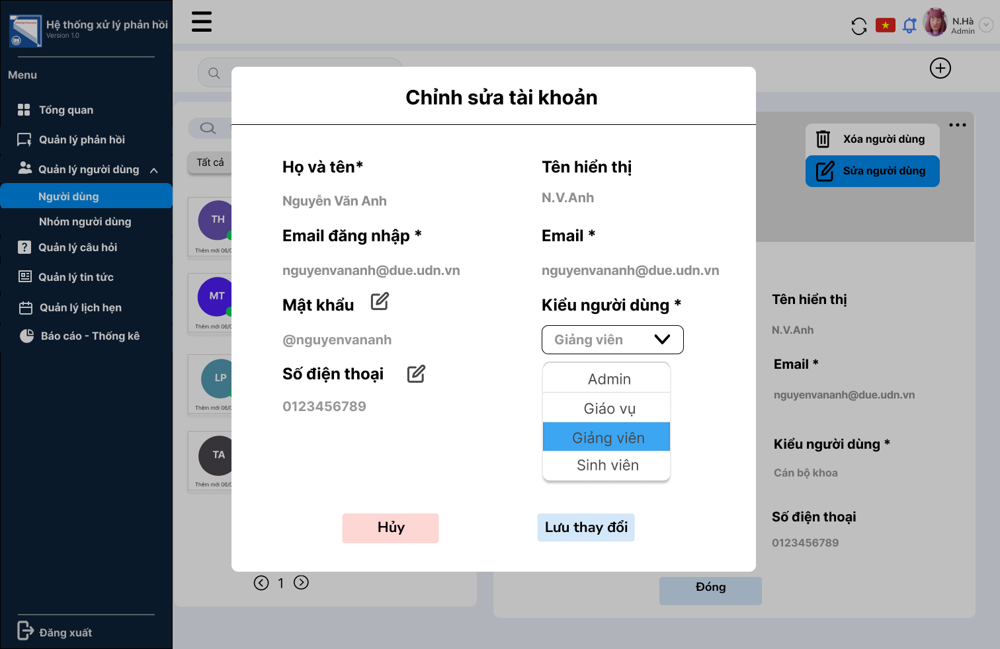 Hệ thống xử lý phản hồi
Version 1.0
N.Hà
Admin
Menu
Tổng quan
Quản lý phản hồi
Quản lý người dùng
Người dùng
Nhóm người dùng
Quản lý câu hỏi
Quản lý tin tức
Quản lý lịch hẹn
Báo cáo - Thống kê
Đăng xuất
Tất cả
TH
Thêm mới 06/0
MT
Thêm mới 06/0
LP
Thêm mới 06/0
TA
Thêm mới 06/0
1
Chỉnh sửa tài khoản
Họ và tên*
Nguyễn Văn Anh
Tên hiển thị
N.V.Anh
Email đăng nhập *
nguyenvananh@due.udn.vn
Email *
nguyenvananh@due.udn.vn
Mật khẩu
@nguyenvananh
Kiểu người dùng *
Giảng viên
Admin
Giáo vụ
Giảng viên
Sinh viên
Số điện thoại
0123456789
Hủy
Lưu thay đổi
Xóa người dùng
Sửa người dùng
Tên hiển thị
N.V.Anh
Email *
nguyenvananh@due.udn.vn
Kiểu người dùng *
Cán bộ khoa
Số điện thoại
0123456789
Đóng